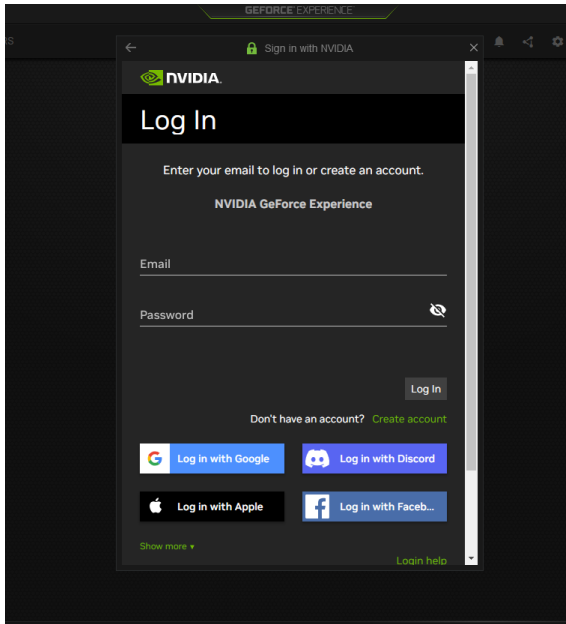 GEFORCE EXPERIENCE
Sign in with NVIDIA
NVIDIA.
Log In
Enter your email to log in or create an account.
NVIDIA GeForce Experience
Email
Password
Log In
Don't have an account? Create account
Log in with Google
Log in with Discord
Log in with Apple
Log in with Faceb...
Show more
Login help